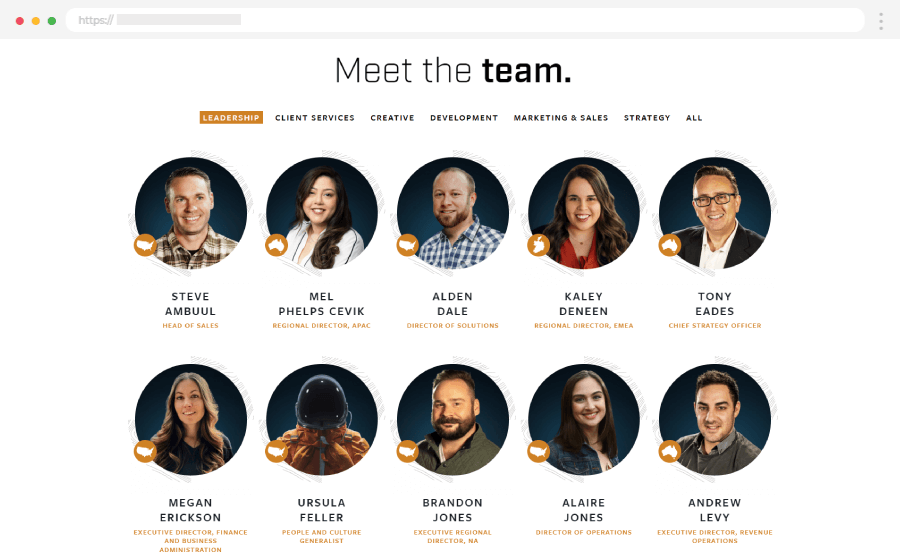 https://
Meet the team.
LEADERSHIP CLIENT SERVICES CREATIVE DEVELOPMENT MARKETING & SALES STRATEGY ALL
STEVE
AMBUUL
HEAD OF SALES
MEL
PHELPS CEVIK
REGIONAL DIRECTOR, APAC
ALDEN
DALE
DIRECTOR OF SOLUTIONS
KALEY
DENEEN
REGIONAL DIRECTOR, EMEA
TONY
EADES
CHIEF STRATEGY OFFICER
MEGAN
ERICKSON
EXECUTIVE DIRECTOR, FINANCE
AND BUSINESS
ADMINISTRATION
URSULA
FELLER
PEOPLE AND CULTURE
GENERALIST
BRANDON
JONES
EXECUTIVE REGIONAL
DIRECTOR, NA
ALAIRE
JONES
DIRECTOR OF OPERATIONS
ANDREW
LEVY
EXECUTIVE DIRECTOR, REVENUE
OPERATIONS